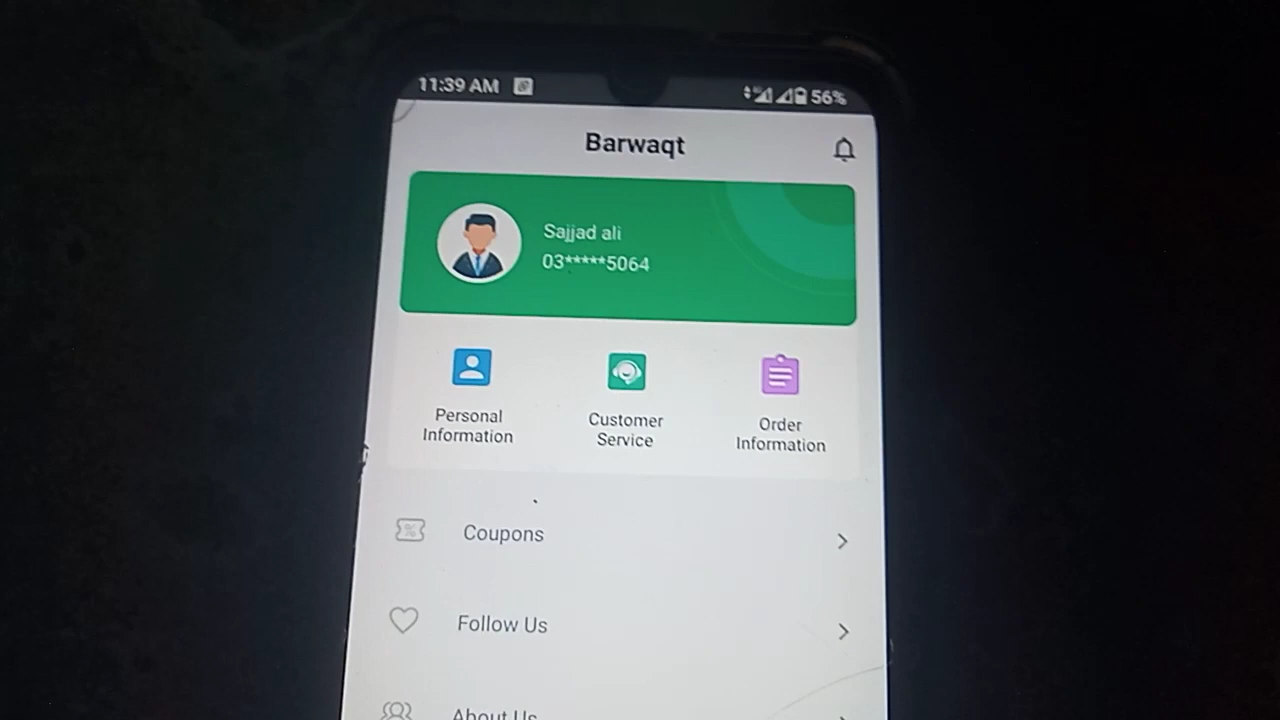 11:39 AM 56%
Barwaqt
Sajjad ali
03*****5064
Personal
Information
Customer
Service
Order
Information
Coupons
Follow Us
About Us